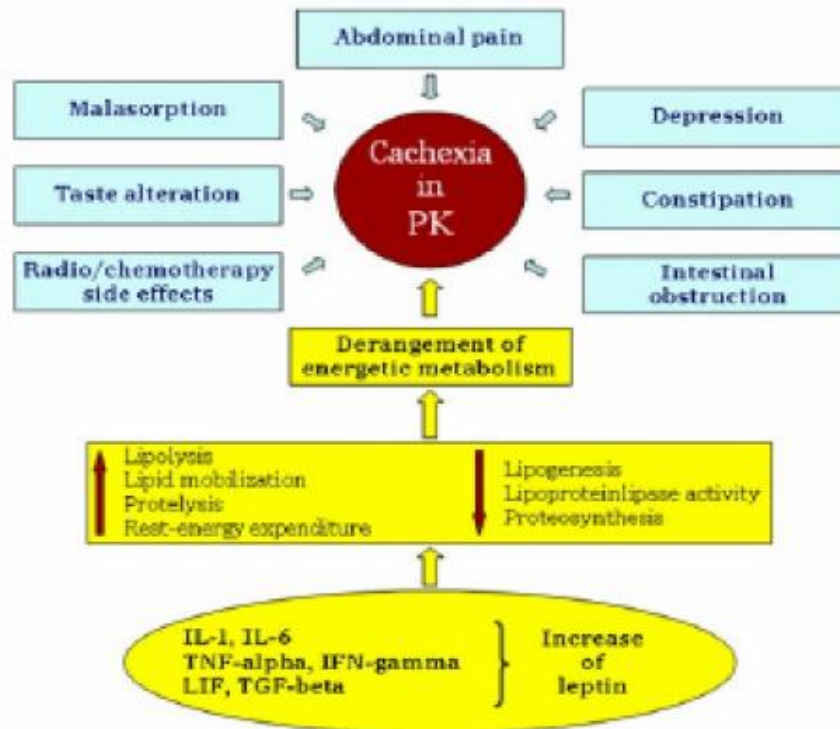 Abdominal pain
Malasorption
Depression
Cachexia
in
PK
Taste alteration
Constipation
Radio/chemotherapy
side effects
Intestinal
obstruction
Derangement of
energetic metabolism
Lipolysis
Lipid mobilization
Protelysis
Rest-energy expenditure
Lipogenesis
Lipoproteinlipase activity
Proteosynthesis
IL-1, IL-6
TNF-alpha, IFN-gamma
LIF, TGF-beta
Increase
of
leptin